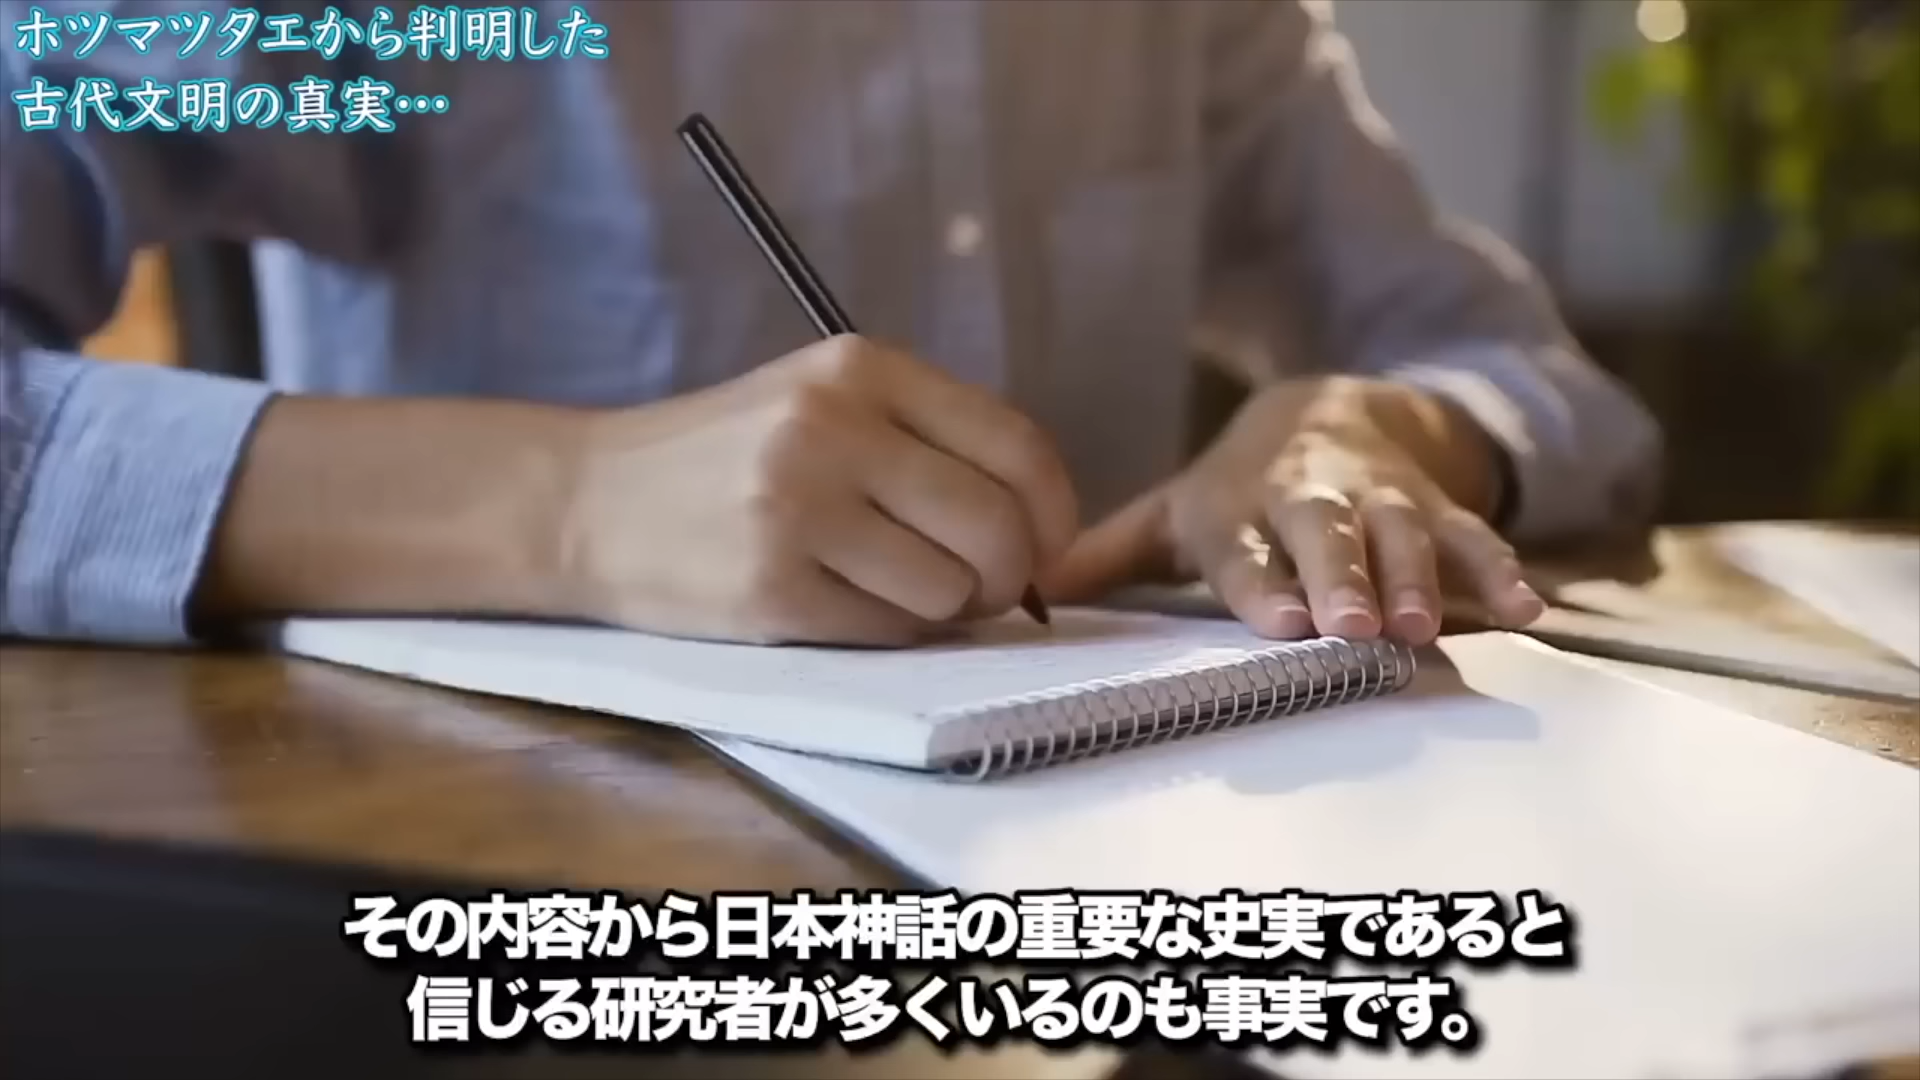 ホツマツタエから判明した
古代文明の真実…
その内容から日本神話の重要な史実であると
信じる研究者が多くいるのも事実です。